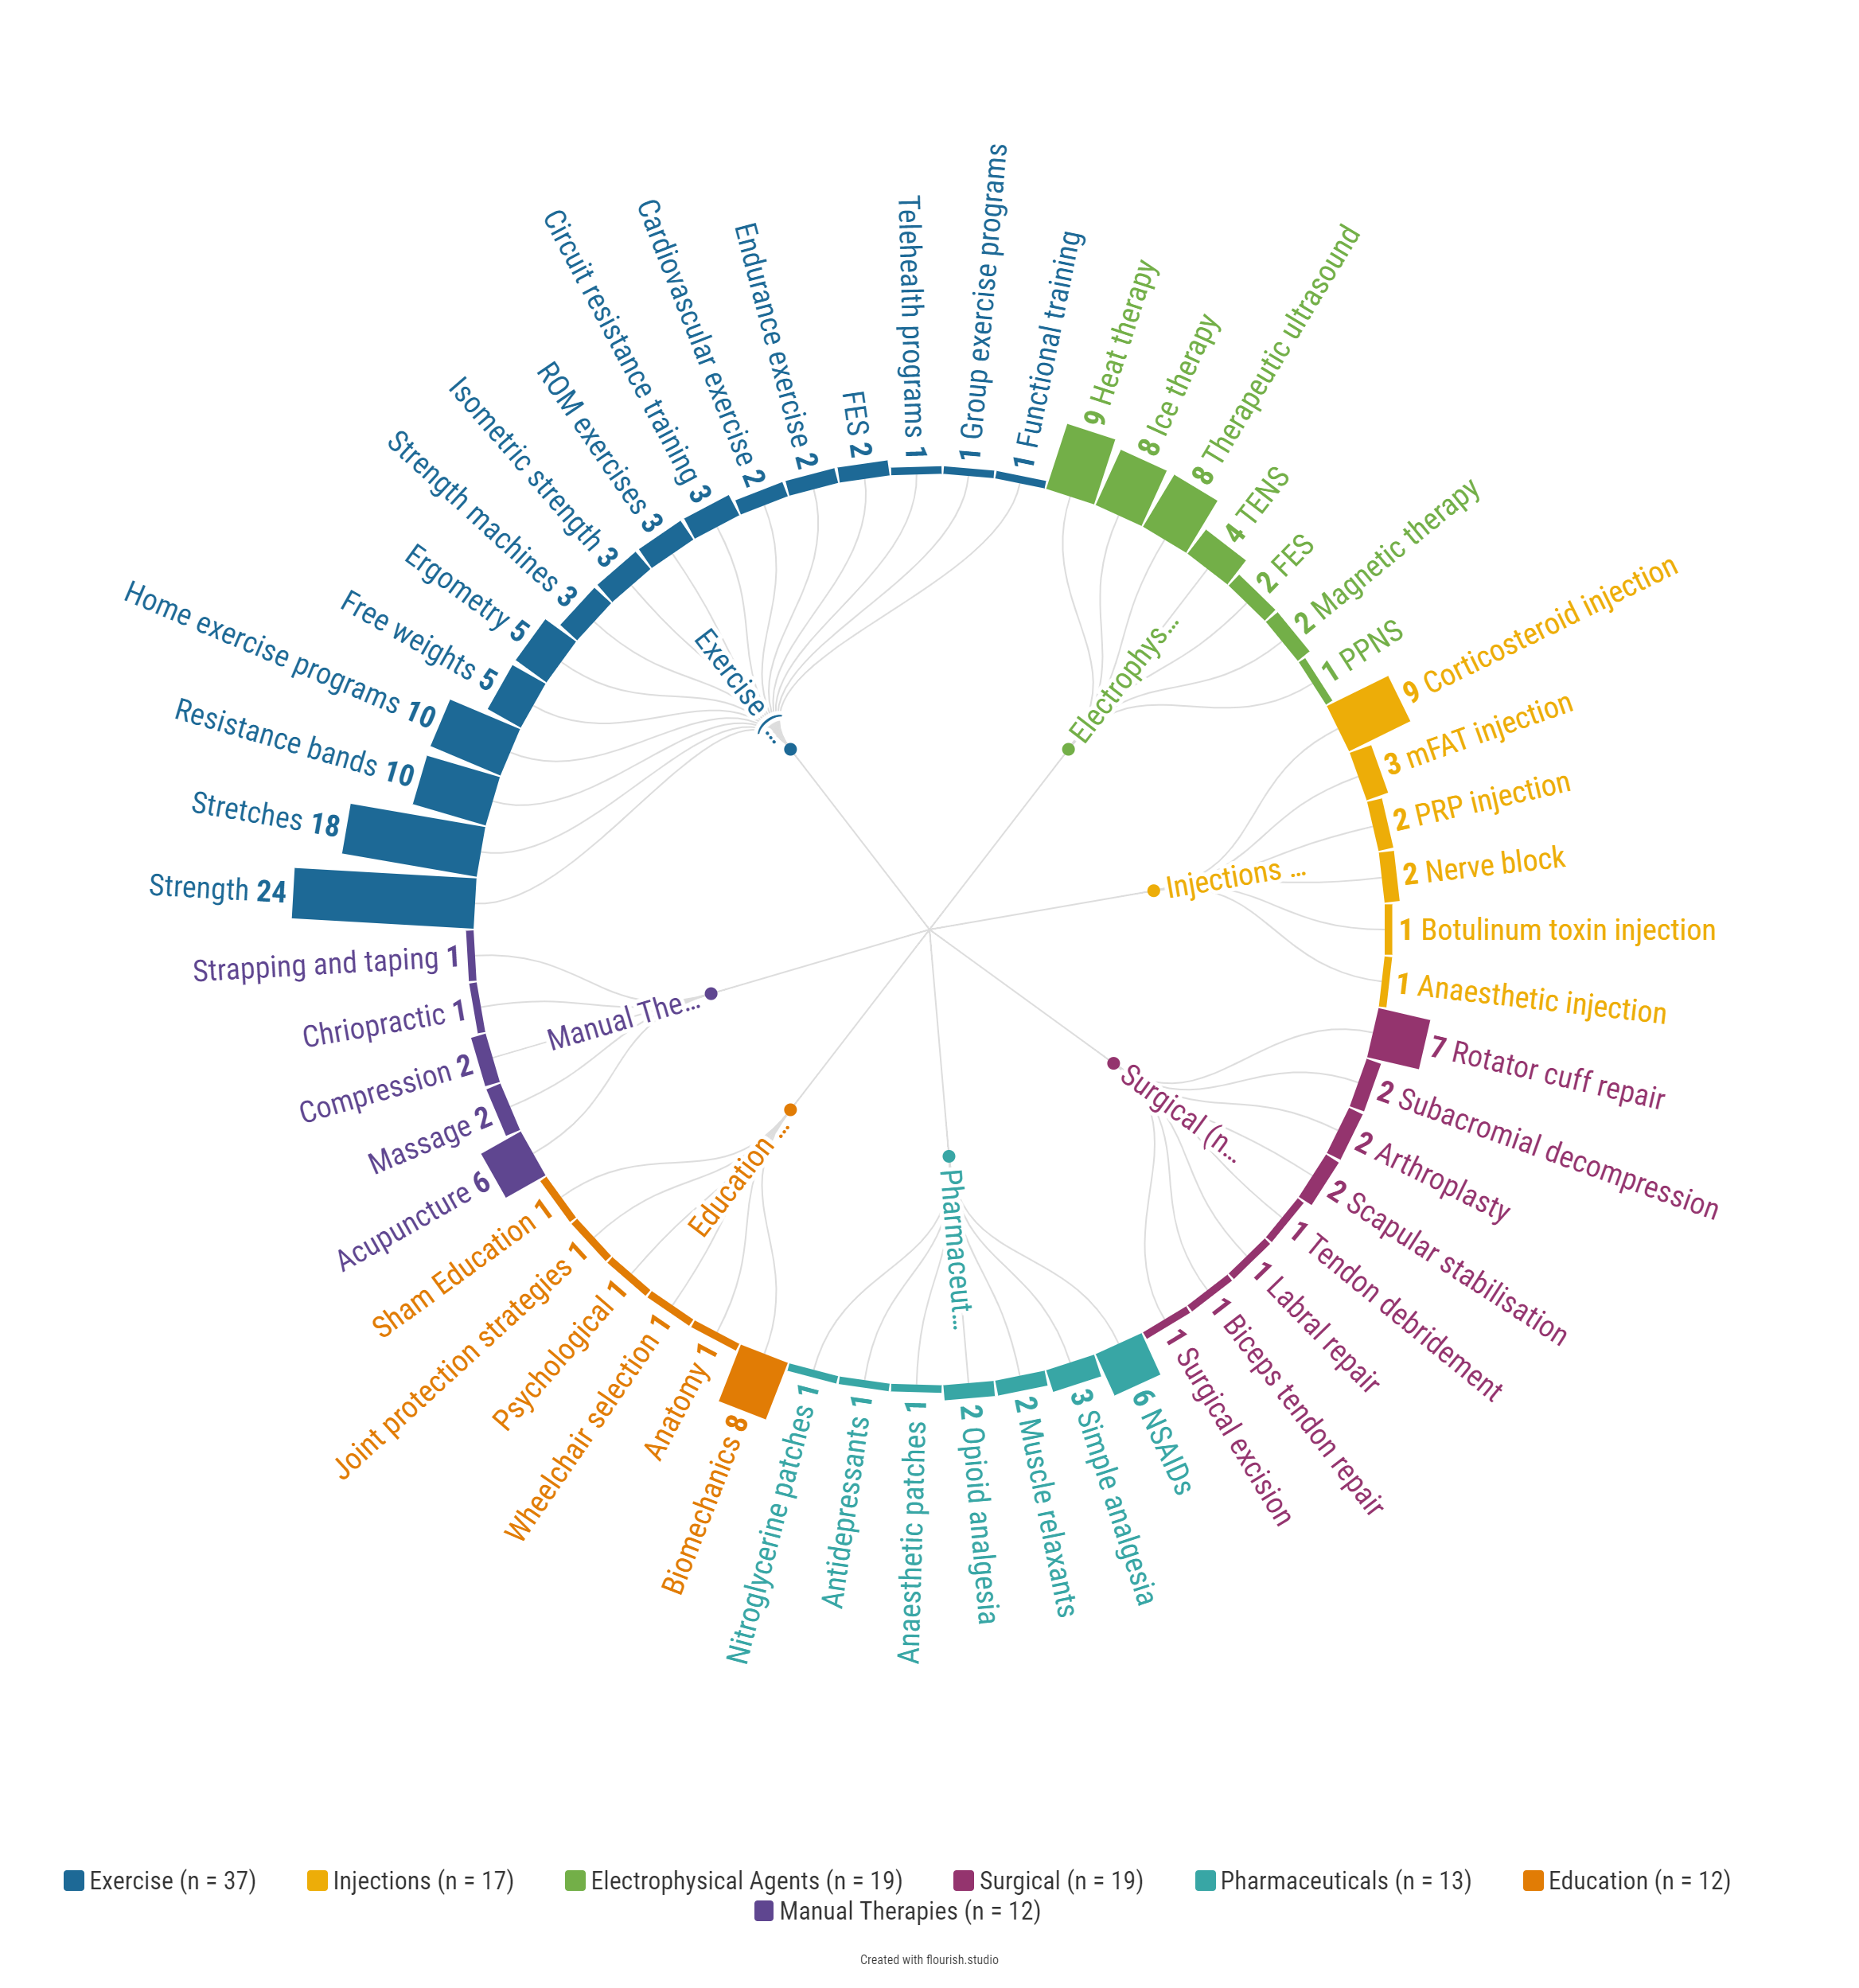 Telehealth programs 1
1 Group exercise programs
1 Functional training
9 Heat therapy
8 Ice therapy
8 Therapeutic ultrasound
4 TENS
2 FES
2 Magnetic therapy
1 PPNS
9 Corticosteroid injection
3 mFAT injection
2 PRP injection
2 Nerve block
1 Botulinum toxin injection
1 Anaesthetic injection
7 Rotator cuff repair
2 Subacromial decompression
2 Arthroplasty
2 Scapular stabilisation
1 Tendon debridement
1 Labral repair
1 Biceps tendon repair
1 Surgical excision
6 NSAIDs
3 Simple analgesia
2 Muscle relaxants
2 Opioid analgesia
Anaesthetic patches 1
Antidepressants 1
Nitroglycerine patches 1
Biomechanics 8
Anatomy 1
Wheelchair selection 1
Psychological 1
Joint protection strategies 1
Sham Education 1
Acupuncture 6
Massage 2
Compression 2
Chriopractic 1
Strapping and taping 1
Strength 24
Stretches 18
Resistance bands 10
Home exercise programs 10
Free weights 5
Ergometry 5
Strength machines 3
Isometric strength 3
ROM exercises 3
Circuit resistance training 3
Cardiovascular exercise 2
Endurance exercise 2
FES 2
Exercise (...
Electrophys...
Injections ...
Surgical (n...
Pharmaceut...
Education ...
Manual The...
Exercise (n = 37) Injections (n = 17) Electrophysical Agents (n = 19) Surgical (n = 19) Pharmaceuticals (n = 13) Education (n = 12)
Manual Therapies (n = 12)
Created with flourish.studio